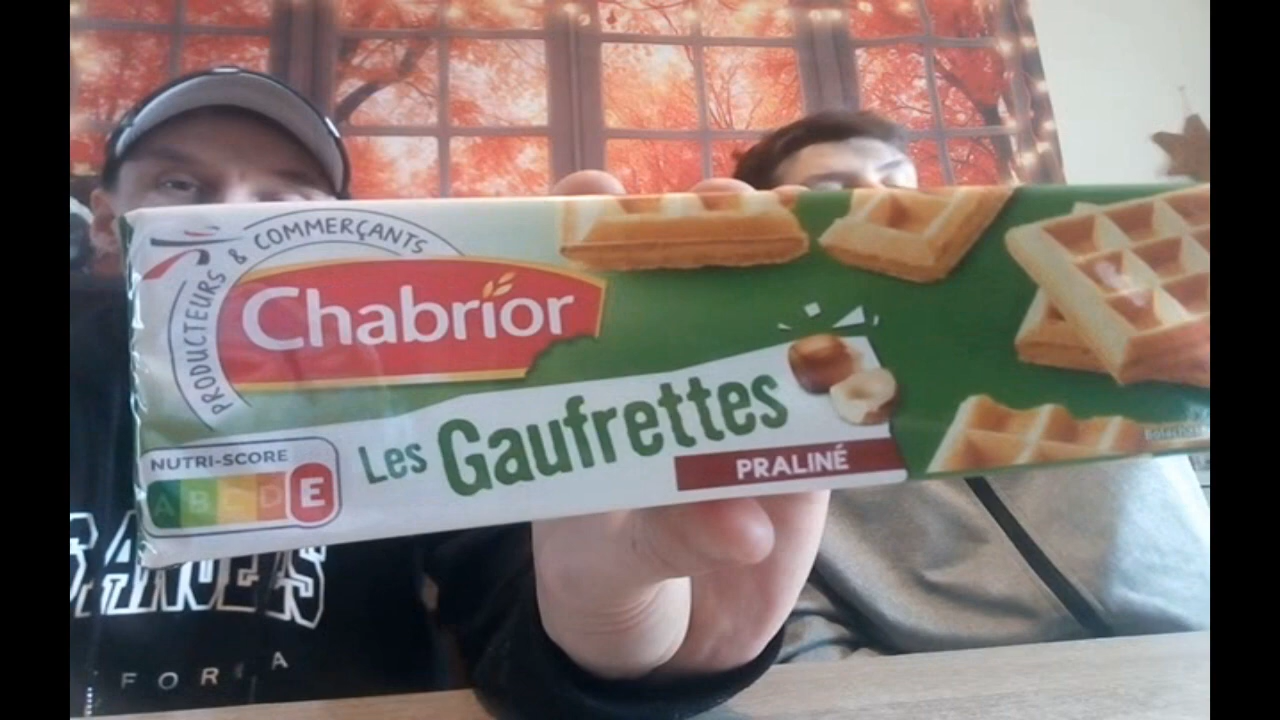 PRODUCTEURS & COMMERÇANTS
Chabrior
Les Gaufrettes
PRALINÉ
NUTRI-SCORE
A B C D E